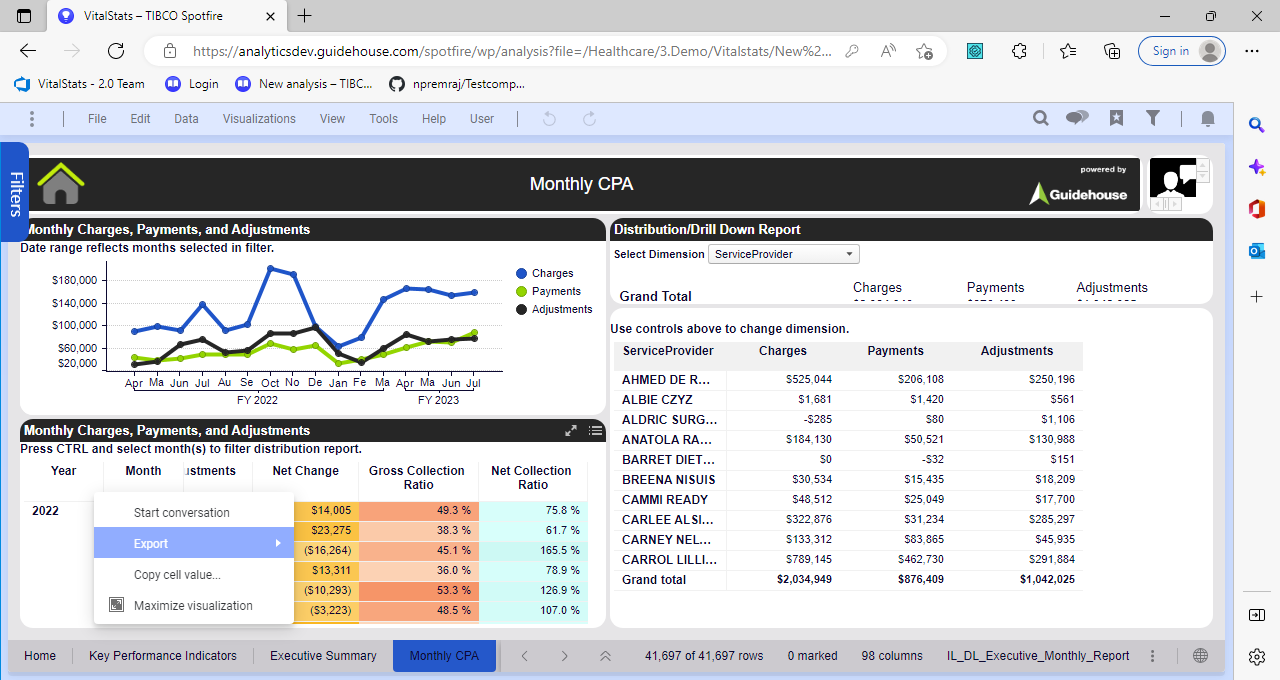 VitalStats – TIBCO Spotfire
https://analyticsdev.guidehouse.com/spotfire/wp/analysis?file=/Healthcare/3.Demo/Vitalstats/New%2...
Sign in
VitalStats - 2.0 Team
Login
New analysis – TIBC...
npremraj/Testcomp...
File Edit Data Visualizations View Tools Help User
Filters
Monthly CPA
powered by
Guidehouse
Monthly Charges, Payments, and Adjustments
Date range reflects months selected in filter.
$180,000
$140,000
$100,000
$60,000
$20,000
Apr Ma Jun Jul Au Se Oct No De Jan Fe Ma Apr Ma Jun Jul
FY 2022 FY 2023
Charges
Payments
Adjustments
Distribution/Drill Down Report
Select Dimension ServiceProvider
Charges Payments Adjustments
Grand Total
Use controls above to change dimension.
ServiceProvider Charges Payments Adjustments
AHMED DE R... $525,044 $206,108 $250,196
ALBIE CZYZ $1,681 $1,420 $561
ALDRIC SURG... -$285 $80 $1,106
ANATOLA RA... $184,130 $50,521 $130,988
BARRET DIET... $0 -$32 $151
BREENA NISUIS $30,534 $15,435 $18,209
CAMMI READY $48,512 $25,049 $17,700
CARLEE ALSI... $322,876 $31,234 $285,297
CARNEY NEL... $133,312 $83,865 $45,935
CARROL LILLI... $789,145 $462,730 $291,884
Grand total $2,034,949 $876,409 $1,042,025
Monthly Charges, Payments, and Adjustments
Press CTRL and select month(s) to filter distribution report.
Year Month ustments Net Change Gross Collection Ratio Net Collection Ratio
2022 $14,005 49.3 % 75.8 %
$23,275 38.3 % 61.7 %
($16,264) 45.1 % 165.5 %
$13,311 36.0 % 78.9 %
($10,293) 53.3 % 126.9 %
($3,223) 48.5 % 107.0 %
Start conversation
Export
Copy cell value...
Maximize visualization
Home Key Performance Indicators Executive Summary Monthly CPA 41,697 of 41,697 rows 0 marked 98 columns IL_DL_Executive_Monthly_Report